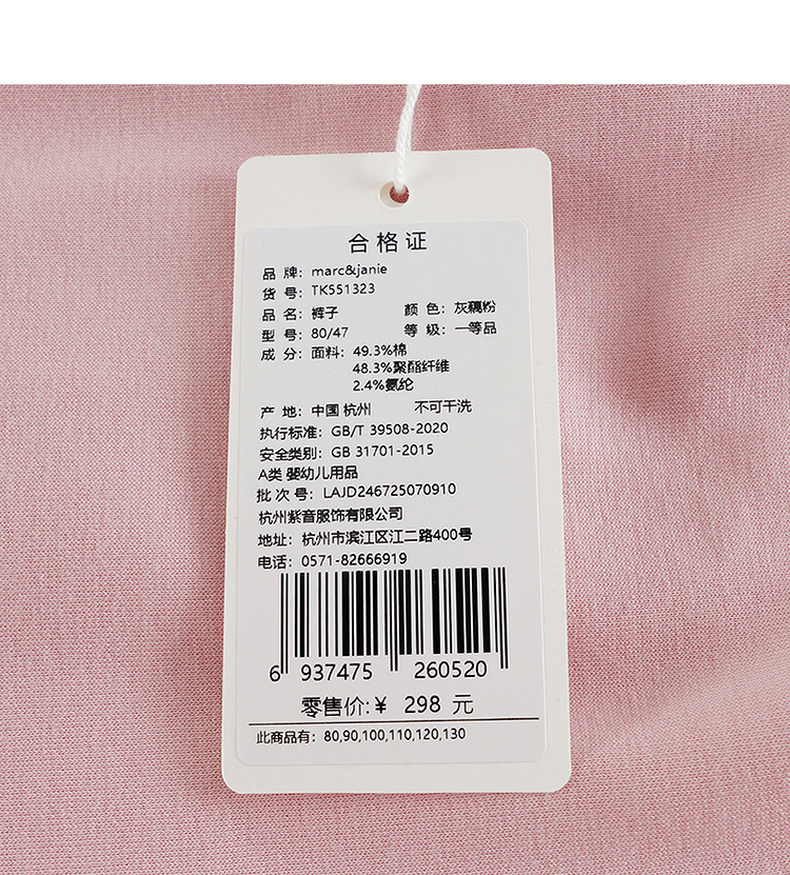 合格证
品 牌: marc&janie
货 号: TK551323
品 名: 裤子 颜 色: 灰藕粉
型 号: 80/47 等 级: 一等品
成 分: 面料: 49.3%棉
48.3%聚酯纤维
2.4%氨纶
产 地: 中国 杭州 不可干洗
执行标准: GB/T 39508-2020
安全类别: GB 31701-2015
A类 婴幼儿用品
批 次 号: LAJD246725070910
杭州紫音服饰有限公司
地址: 杭州市滨江区江二路400号
电话: 0571-82666919
6 937475 260520
零售价:¥ 298 元
此商品有: 80,90,100,110,120,130